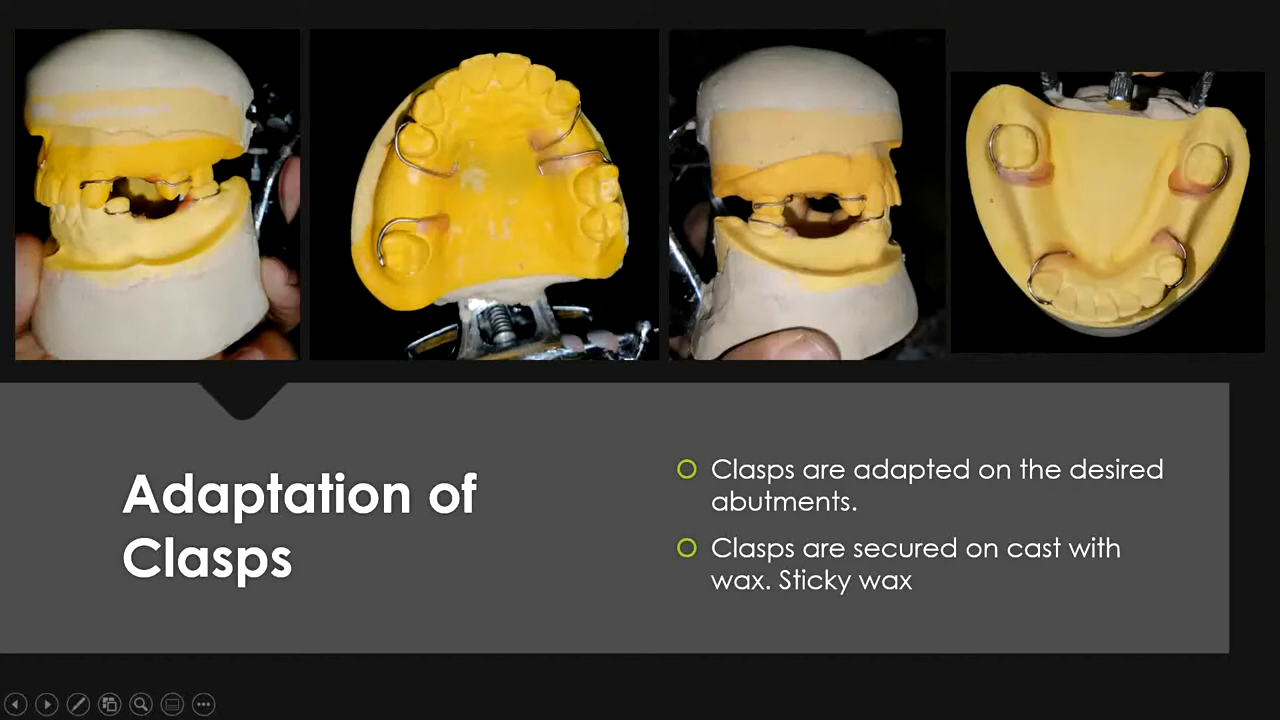 Adaptation of
Clasps
Clasps are adapted on the desired
abutments.
Clasps are secured on cast with
wax. Sticky wax